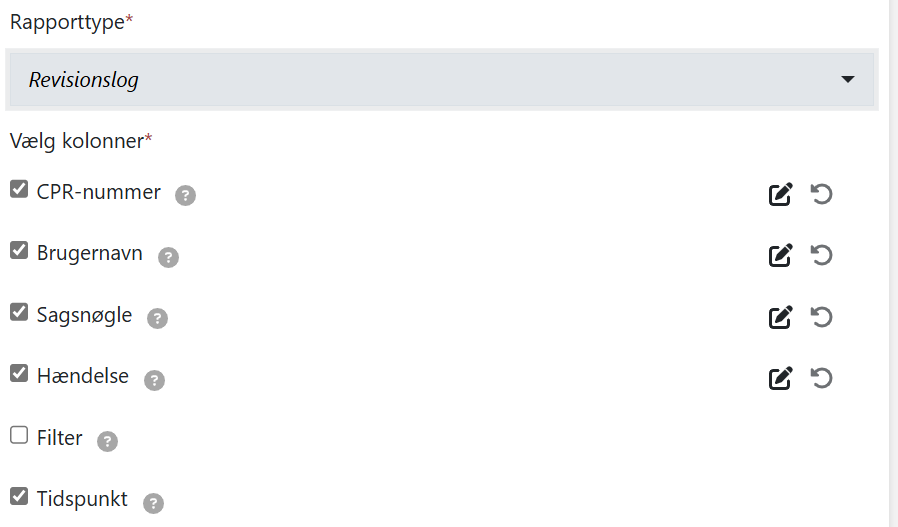 Rapporttype*
Revisionslog
Vælg kolonner*
CPR-nummer ?
Brugernavn ?
Sagsnøgle ?
Hændelse ?
Filter ?
Tidspunkt ?